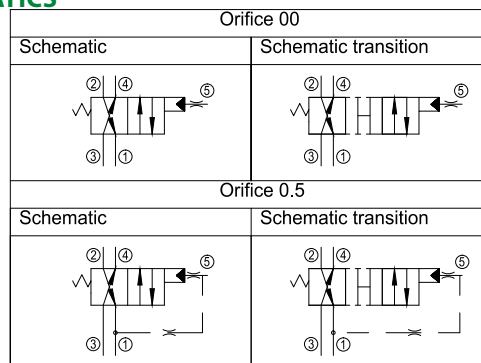 Orifice 00
Schematic Schematic transition
② ④ ⑤ ② ④ ⑤
③ ① ③ ①
Orifice 0.5
Schematic Schematic transition
② ④ ⑤ ② ④ ⑤
③ ① ③ ①